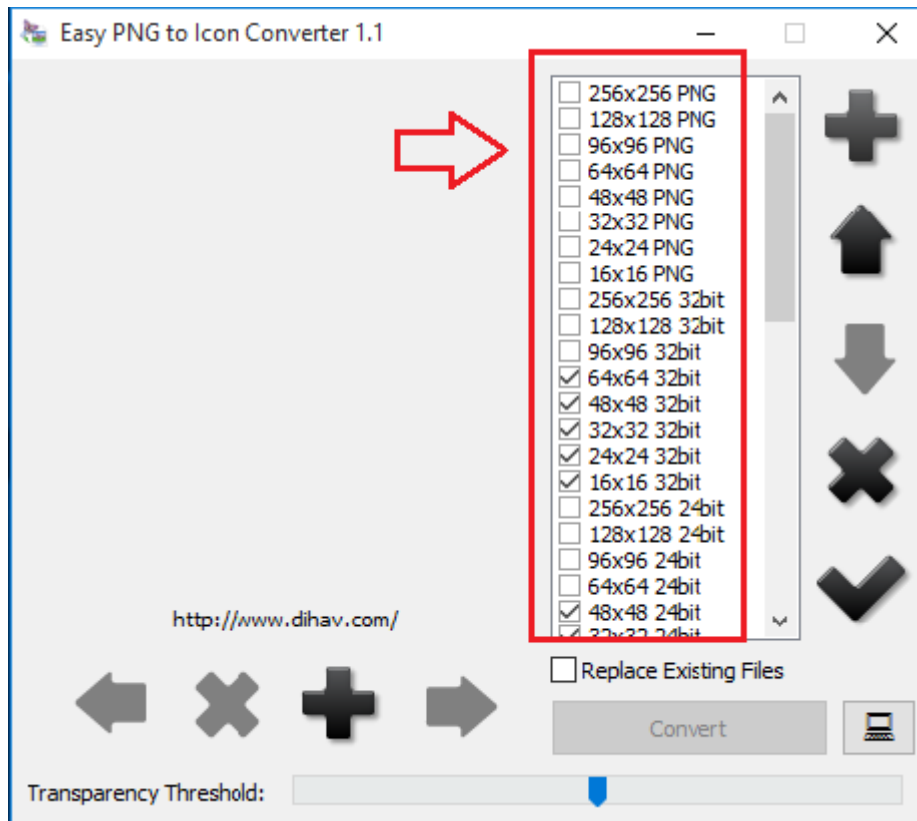 Easy PNG to Icon Converter 1.1
256x256 PNG
128x128 PNG
96x96 PNG
64x64 PNG
48x48 PNG
32x32 PNG
24x24 PNG
16x16 PNG
256x256 32bit
128x128 32bit
96x96 32bit
64x64 32bit
48x48 32bit
32x32 32bit
24x24 32bit
16x16 32bit
256x256 24bit
128x128 24bit
96x96 24bit
64x64 24bit
48x48 24bit
32x32 24bit
http://www.dihav.com/
Replace Existing Files
Convert
Transparency Threshold: